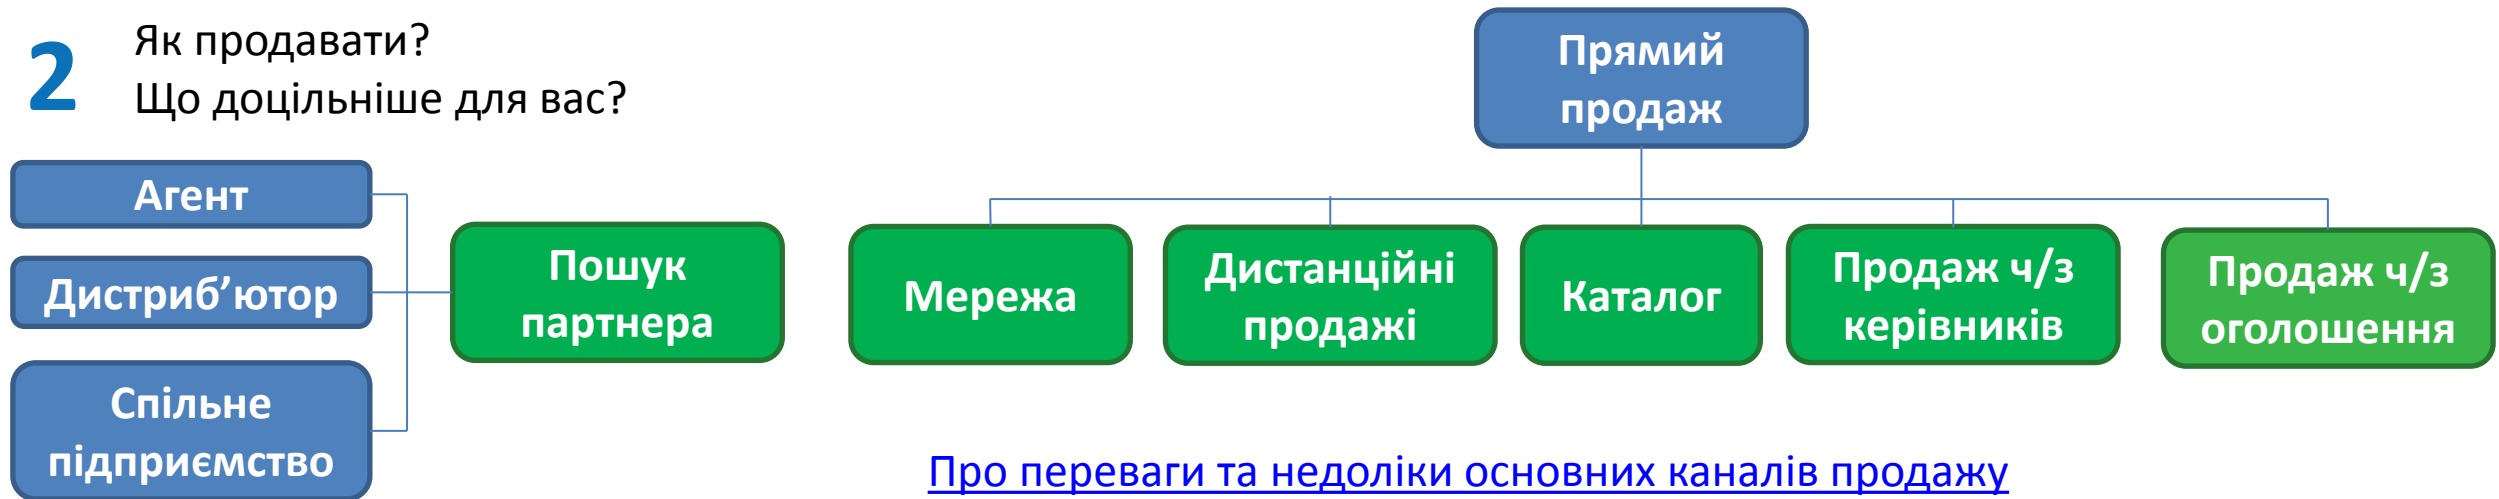 2
Як продавати?
Що доцільніше для вас?
Агент
Дистриб’ютор
Спільне
підприємство
Пошук
партнера
Прямий
продаж
Мережа
Дистанційні
продажі
Каталог
Продаж ч/з
керівників
Продаж ч/з
оголошення
Про переваги та недоліки основних каналів продажу